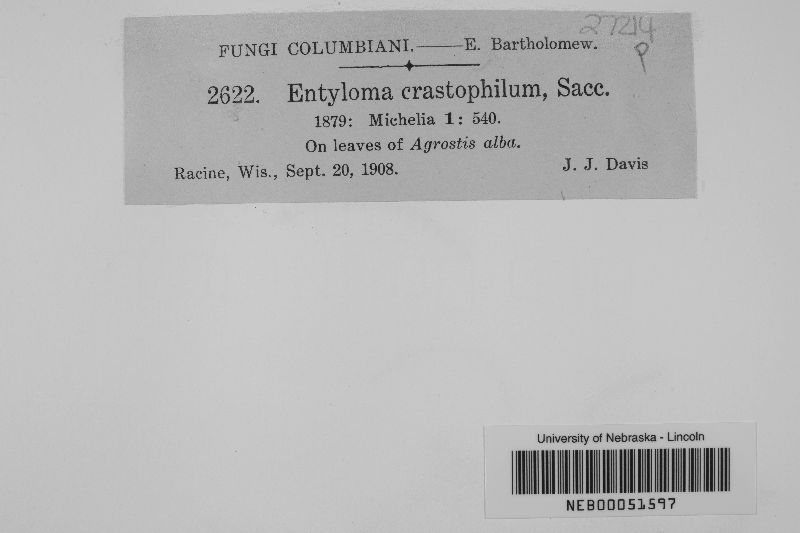 27214
P
FUNGI COLUMBIANI.——E. Bartholomew.
2622. Entyloma crastophilum, Sacc.
1879: Michelia 1: 540.
On leaves of Agrostis alba.
Racine, Wis., Sept. 20, 1908. J. J. Davis
University of Nebraska - Lincoln
NEB00051597